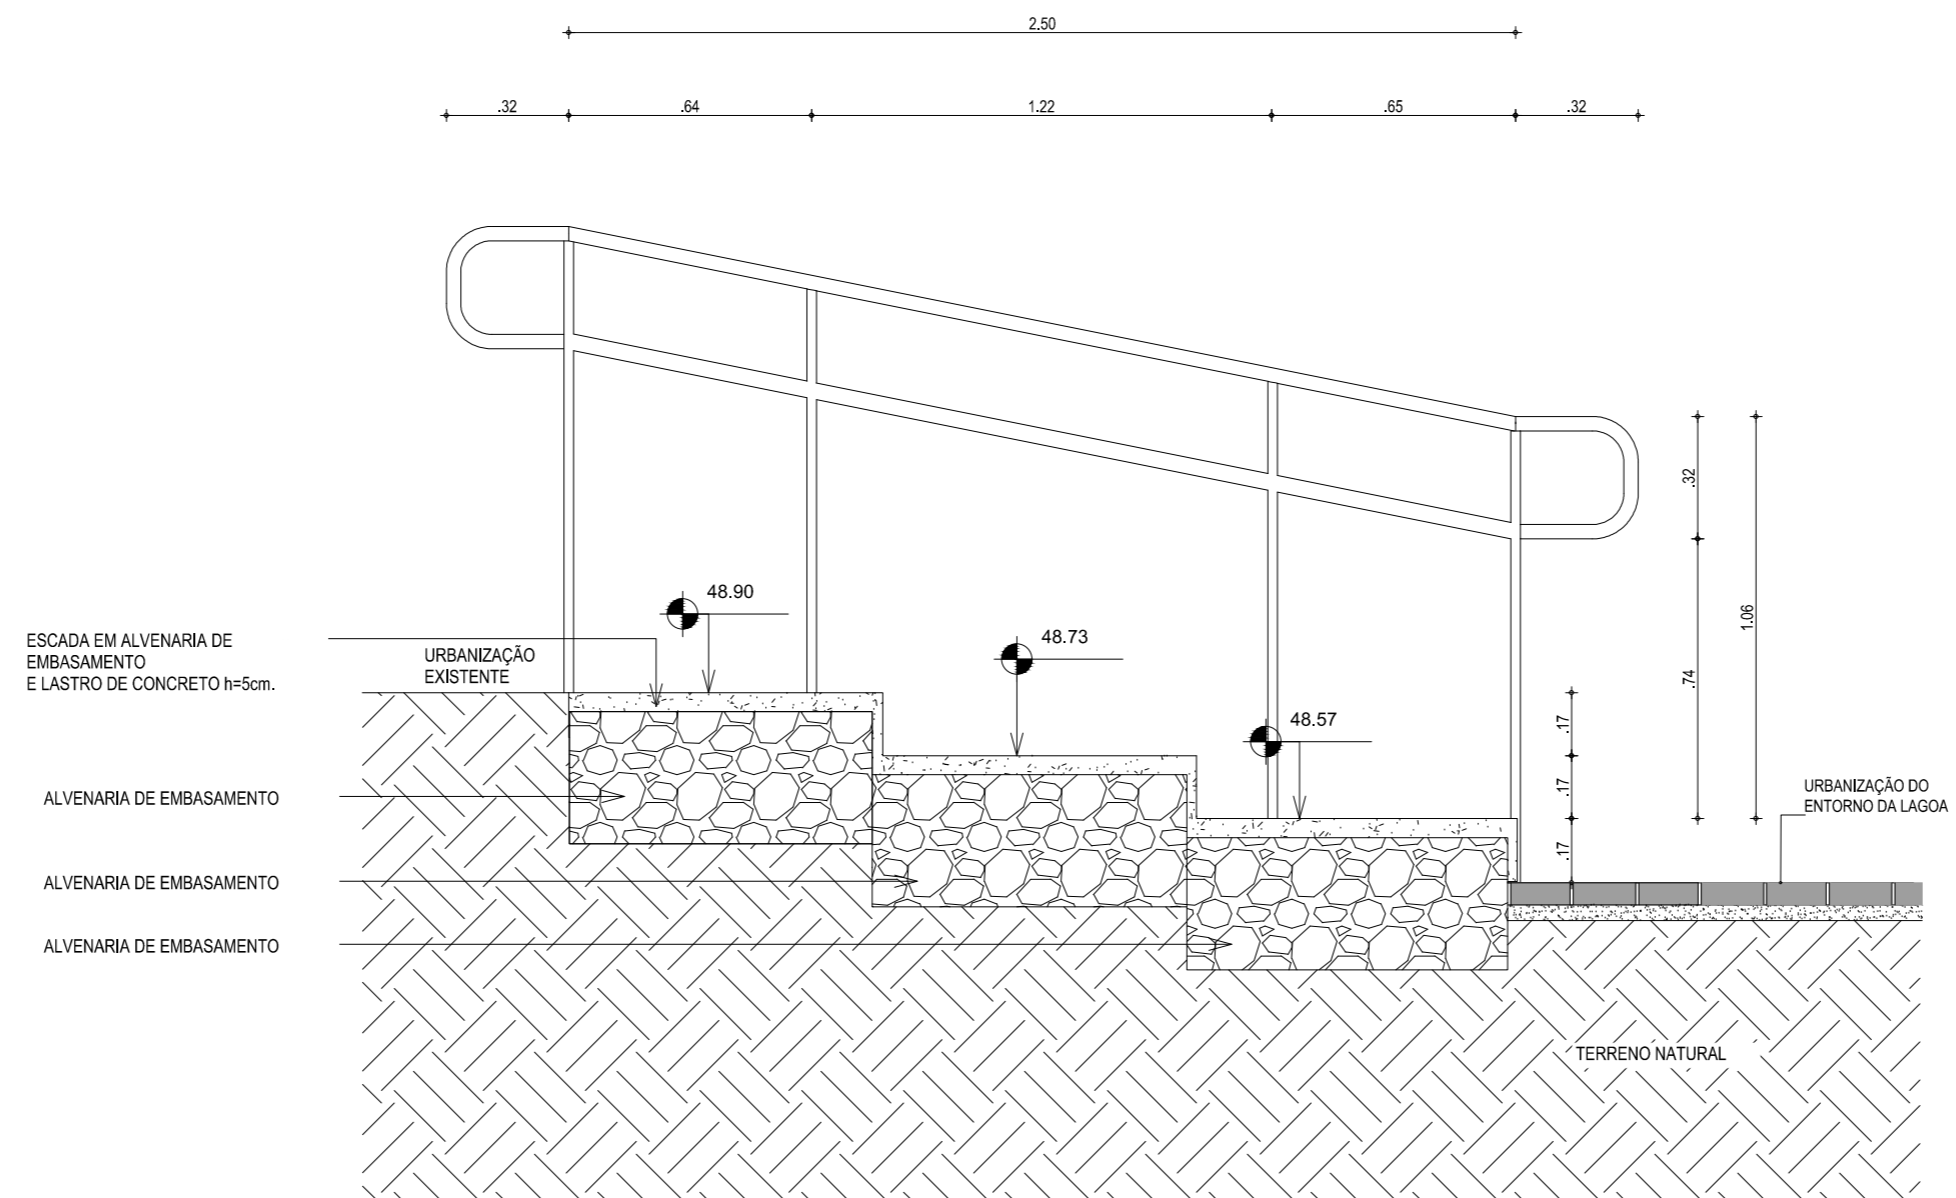 2.50
.32
.64
1.22
.65
.32
48.90
48.73
48.57
ESCADA EM ALVENARIA DE
EMBASAMENTO
E LASTRO DE CONCRETO h=5cm.
URBANIZAÇÃO
EXISTENTE
ALVENARIA DE EMBASAMENTO
ALVENARIA DE EMBASAMENTO
ALVENARIA DE EMBASAMENTO
.32
.74
1.06
.17
.17
.17
URBANIZAÇÃO DO
ENTORNO DA LAGOA
TERRENO NATURAL